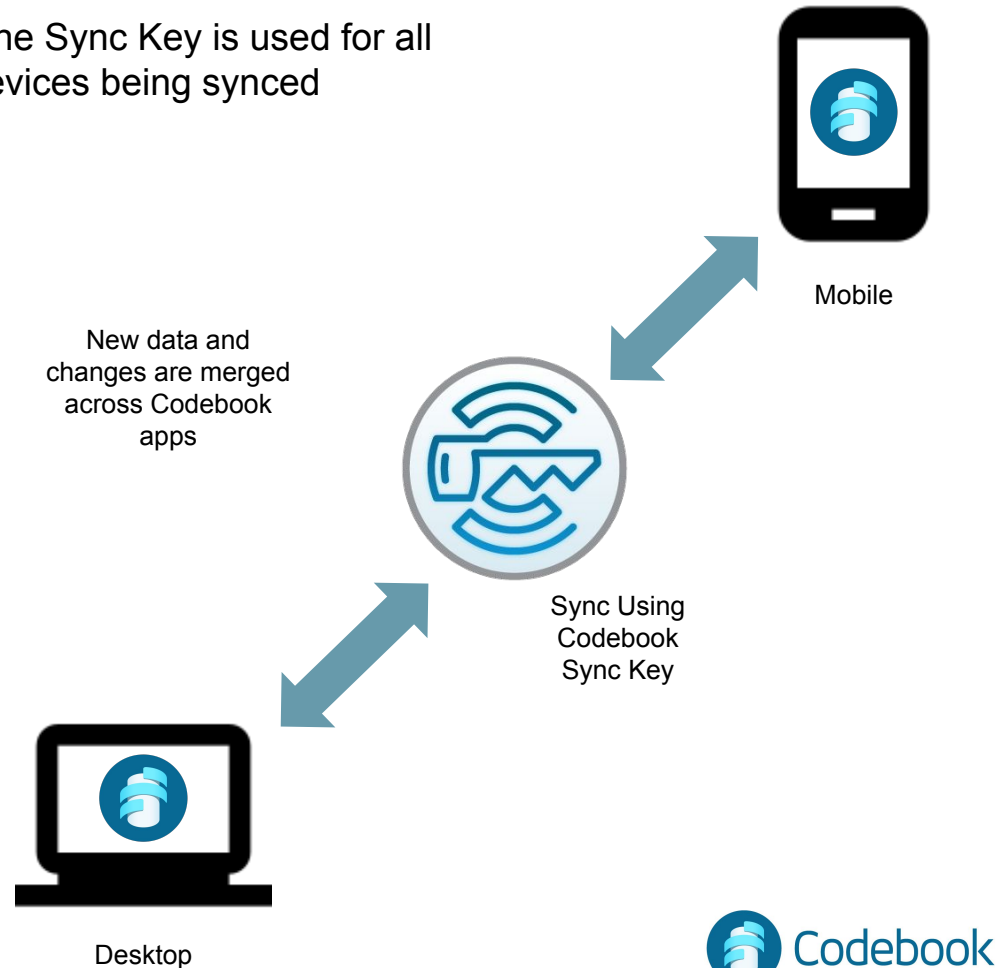 ne Sync Key is used for all
evices being synced
Mobile
New data and
changes are merged
across Codebook
apps
Sync Using
Codebook
Sync Key
Desktop
Codebook